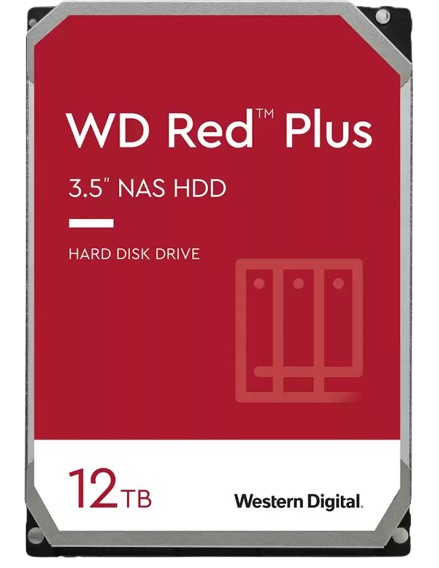 WD Red™ Plus
3.5" NAS HDD
HARD DISK DRIVE
12TB
Western Digital.